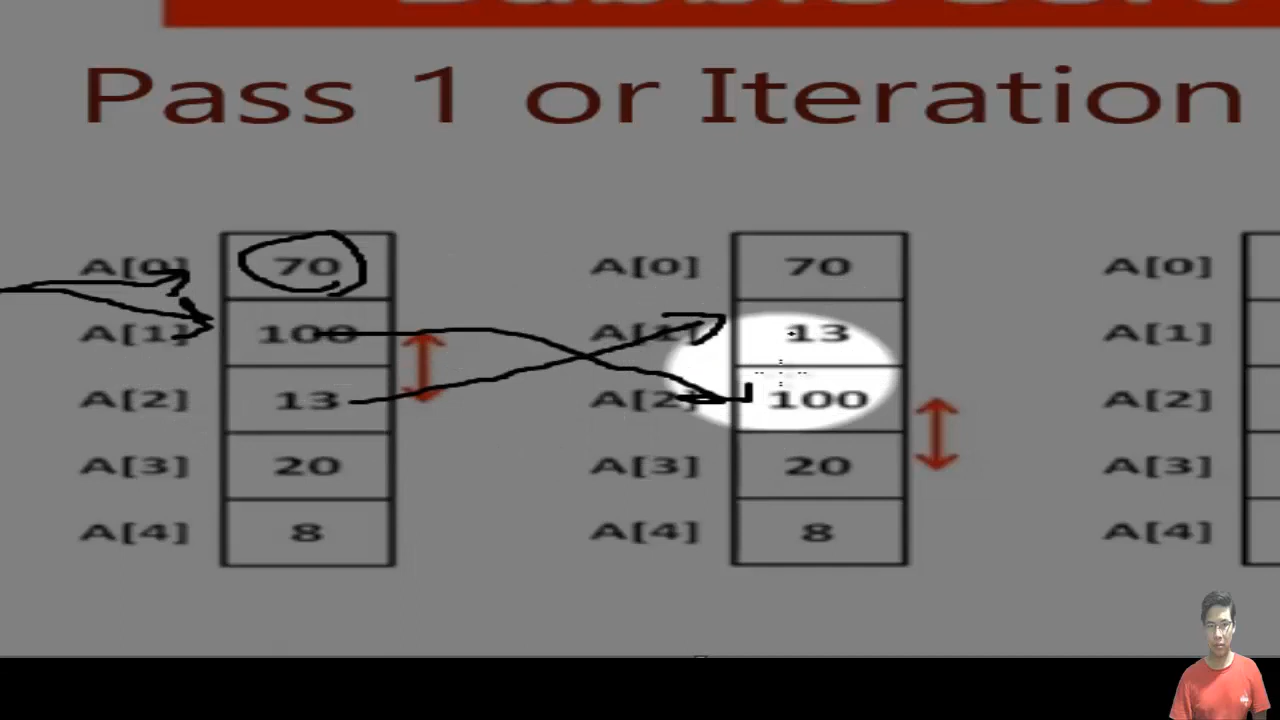 Pass 1 or Iteration
A[0] 70
A[1] 100
A[2] 13
A[3] 20
A[4] 8
A[0] 70
A[1] 13
A[2] 100
A[3] 20
A[4] 8
A[0]
A[1]
A[2]
A[3]
A[4]